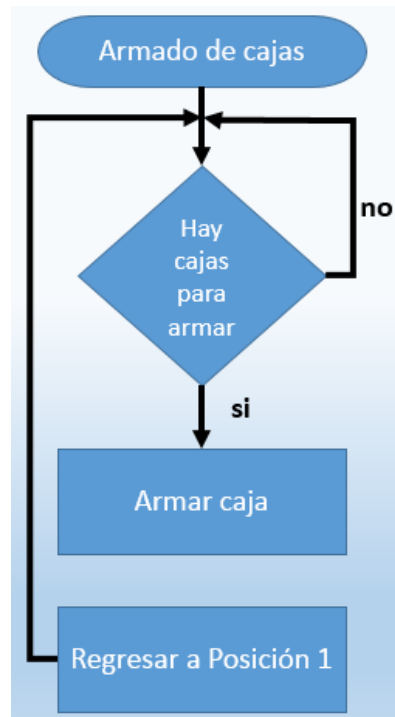 Armado de cajas
no
Hay
cajas
para
armar
si
Armar caja
Regresar a Posición 1